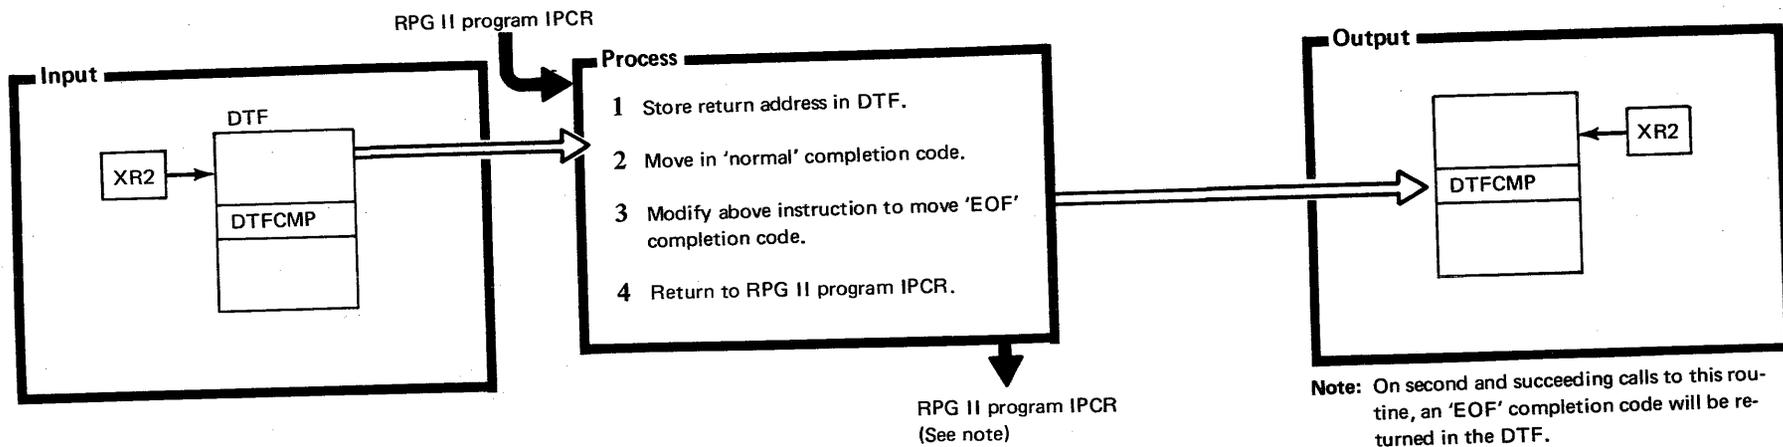 RPG II program IPCR
Input
DTF
XR2
DTFCMP
Process
1 Store return address in DTF.
2 Move in 'normal' completion code.
3 Modify above instruction to move 'EOF'
completion code.
4 Return to RPG II program IPCR.
RPG II program IPCR
(See note)
Output
XR2
DTFCMP
Note: On second and succeeding calls to this rou-
tine, an 'EOF' completion code will be re-
turned in the DTF.